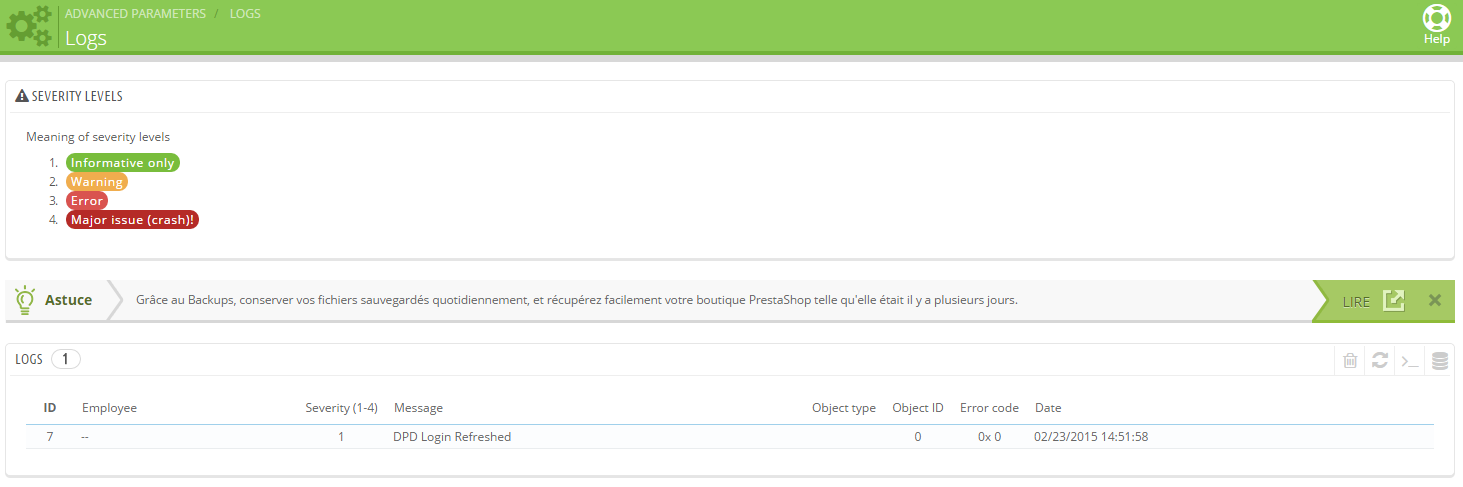 ADVANCED PARAMETERS / LOGS
Logs
Help
SEVERITY LEVELS
Meaning of severity levels
1. Informative only
2. Warning
3. Error
4. Major issue (crash)!
Astuce
Grâce au Backups, conserver vos fichiers sauvegardés quotidiennement, et récupérez facilement votre boutique PrestaShop telle qu'elle était il y a plusieurs jours.
LIRE
LOGS 1
ID Employee Severity (1-4) Message Object type Object ID Error code Date
7 -- 1 DPD Login Refreshed 0 0x 0 02/23/2015 14:51:58